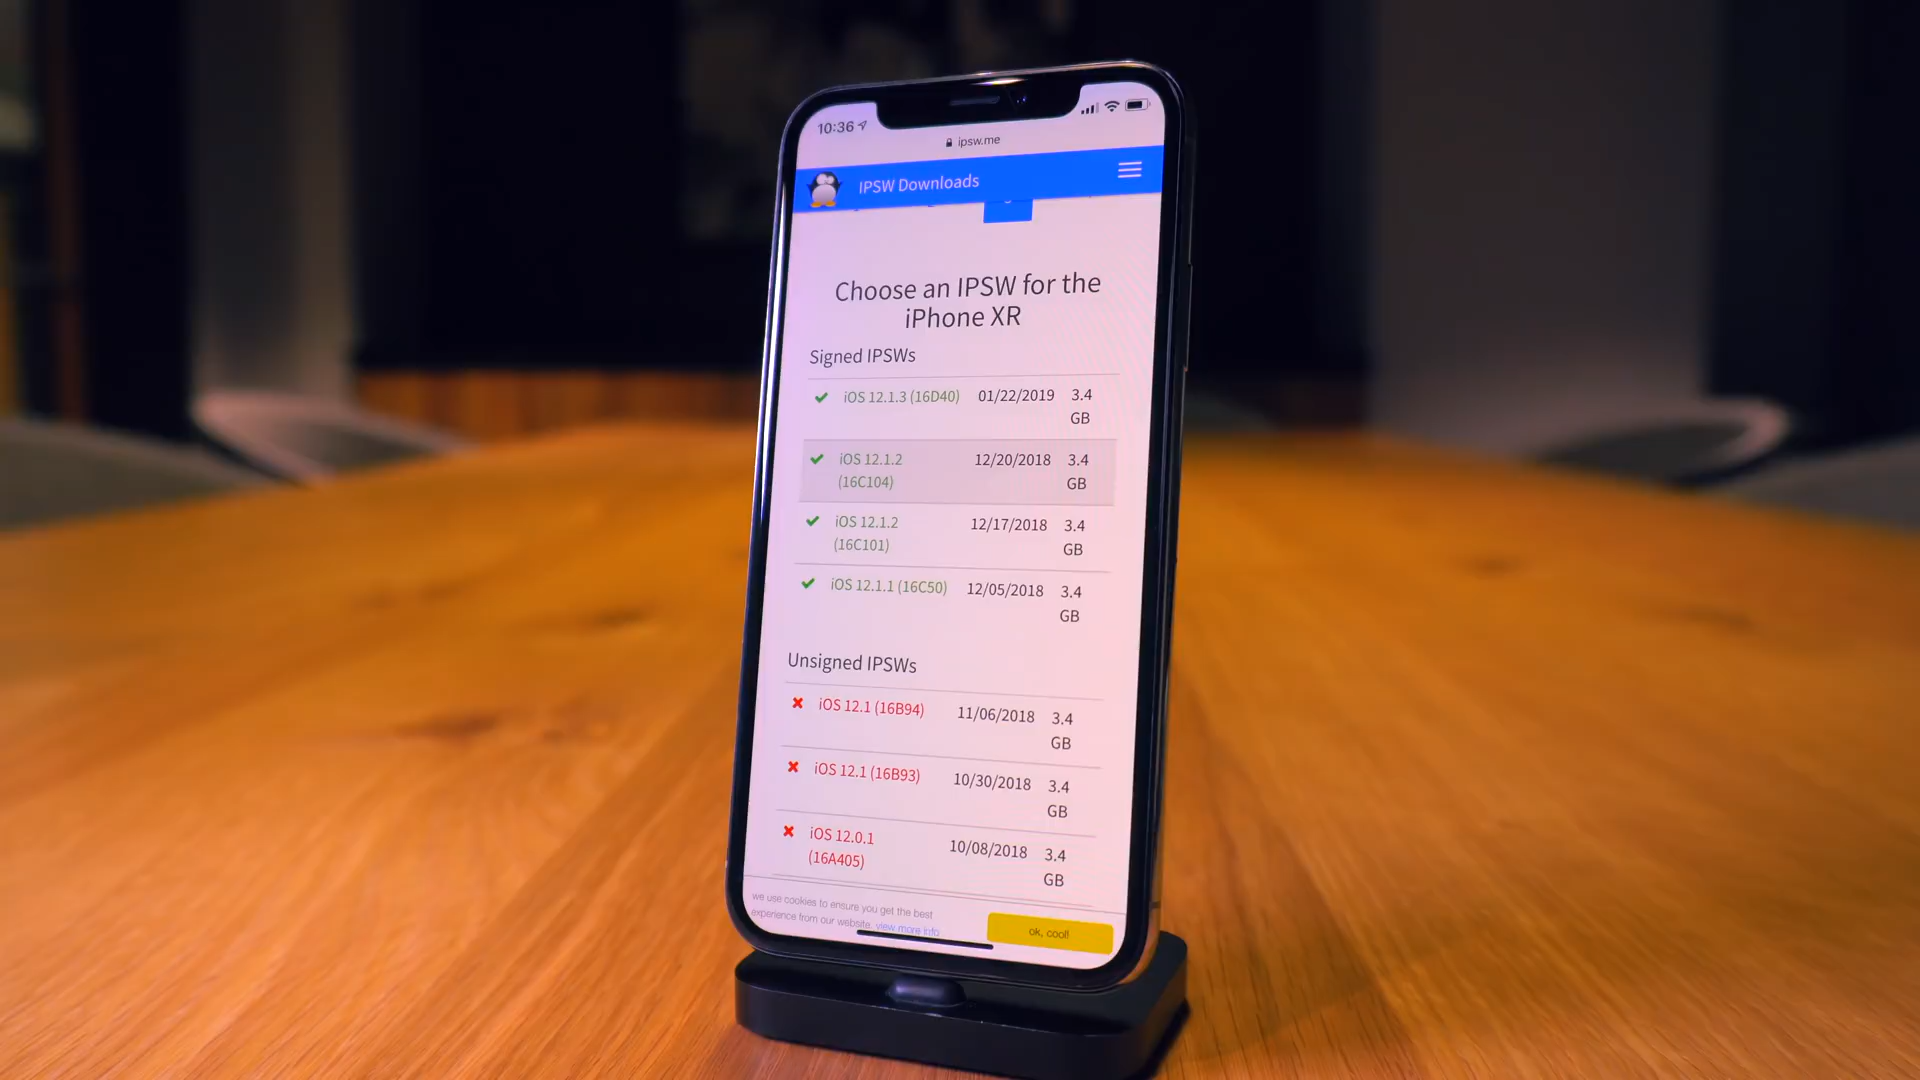 10:36
ipsw.me
IPSW Downloads
Choose an IPSW for the
iPhone XR
Signed IPSWs
iOS 12.1.3 (16D40) 01/22/2019 3.4
GB
iOS 12.1.2 12/20/2018 3.4
(16C104) GB
iOS 12.1.2 12/17/2018 3.4
(16C101) GB
iOS 12.1.1 (16C50) 12/05/2018 3.4
GB
Unsigned IPSWs
iOS 12.1 (16B94) 11/06/2018 3.4
GB
iOS 12.1 (16B93) 10/30/2018 3.4
GB
iOS 12.0.1 10/08/2018 3.4
(16A405) GB
we use cookies to ensure you get the best
experience from our website. view more info
ok, cool!